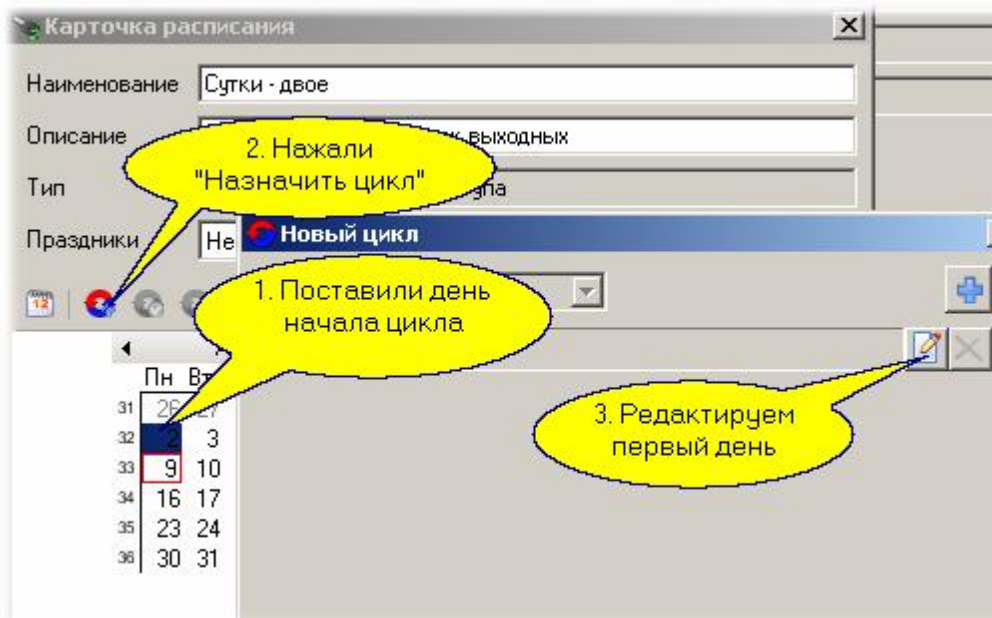 Карточка расписания
Наименование Сутки - двое
Описание выходных
2. Нажали
"Назначить цикл"
Тип
Праздники Не
Новый цикл
12
1. Поставили день
начала цикла
Пн Вт
31 26 27
32 2 3
33 9 10
34 16 17
35 23 24
36 30 31
3. Редактируем
первый день